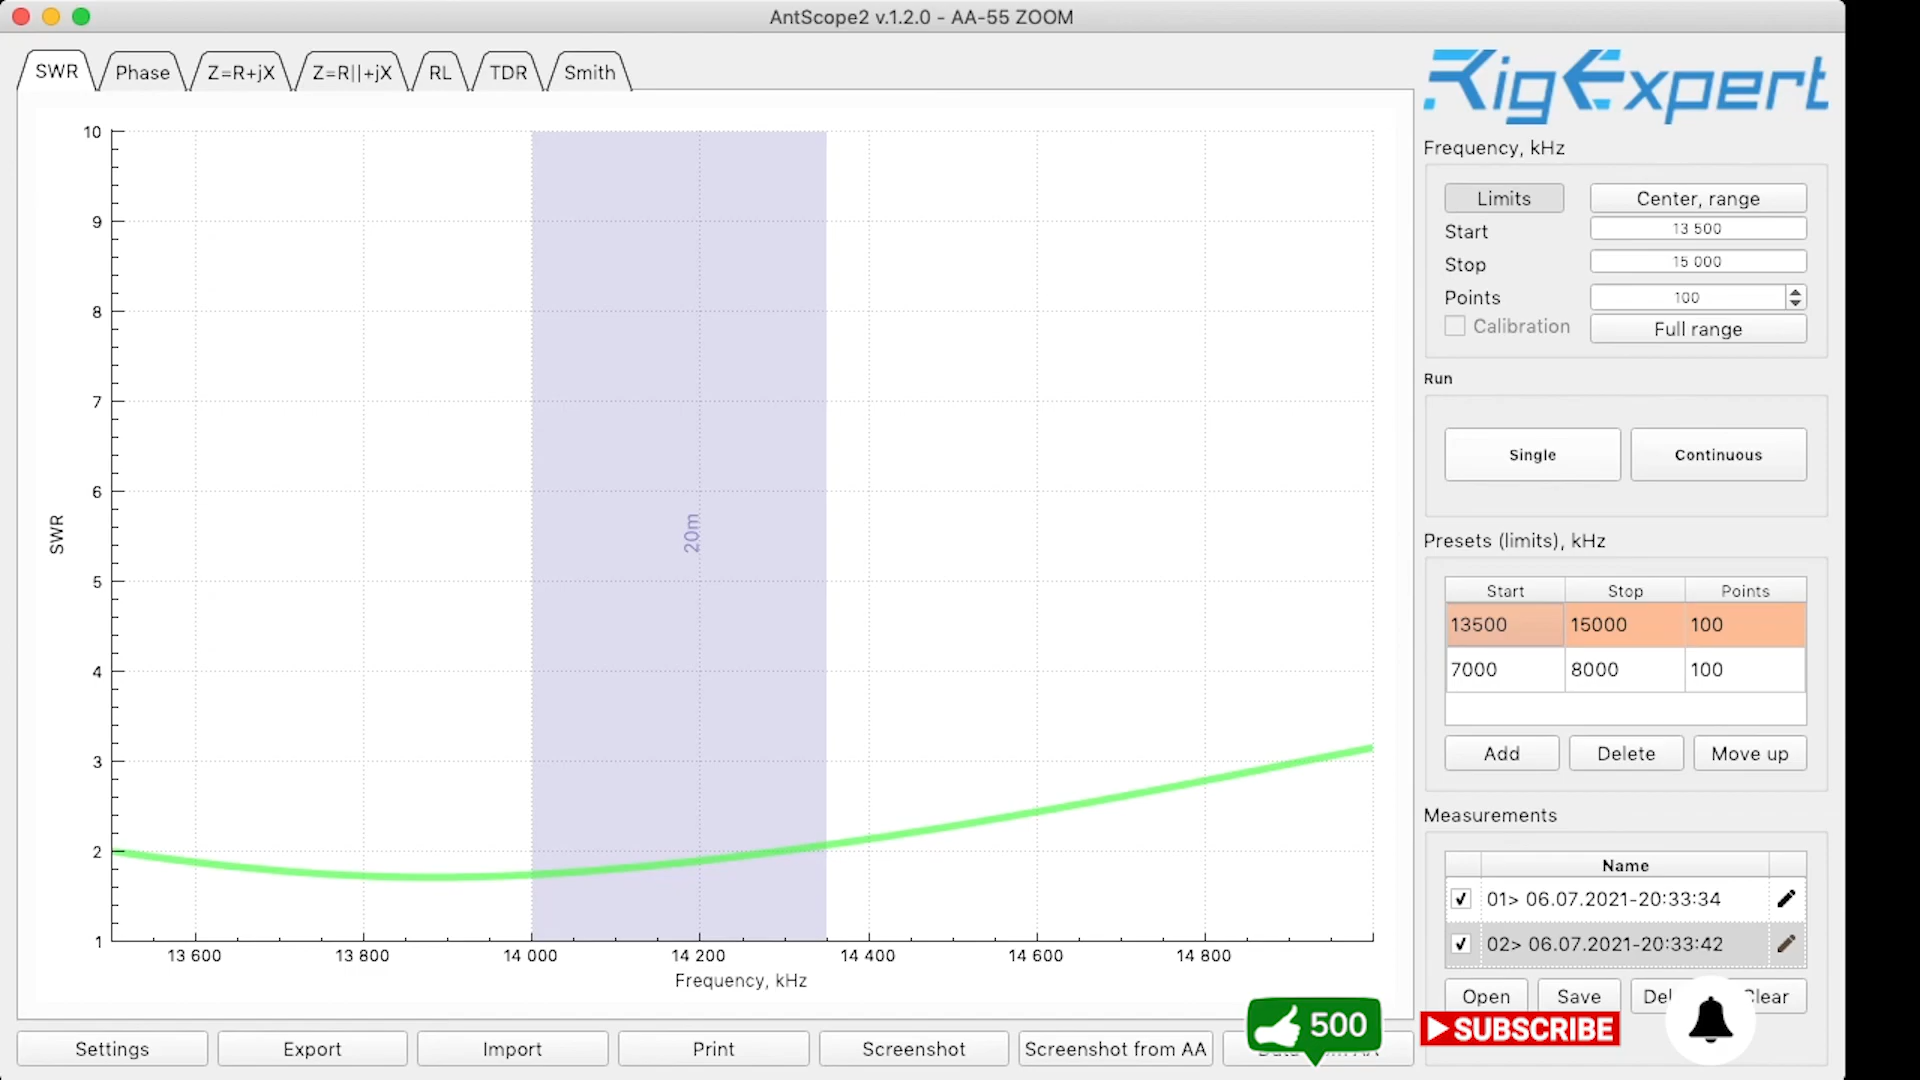 AntScope2 v.1.2.0 - AA-55 ZOOM
SWR
Phase
Z=R+jX
Z=R||+jX
RL
TDR
Smith
RigExpert
Frequency, kHz
Limits
Center, range
Start
13 500
Stop
15 000
Points
100
Calibration
Full range
Run
Single
Continuous
Presets (limits), kHz
Start Stop Points
13500 15000 100
7000 8000 100
Add
Delete
Move up
Measurements
Name
01> 06.07.2021-20:33:34
02> 06.07.2021-20:33:42
Open
Save
10
9
8
7
6
5
4
3
2
1
SWR
20m
13 600
13 800
14 000
14 200
14 400
14 600
14 800
Frequency, kHz
Settings
Export
Import
Print
Screenshot
Screenshot from AA
500
SUBSCRIBE